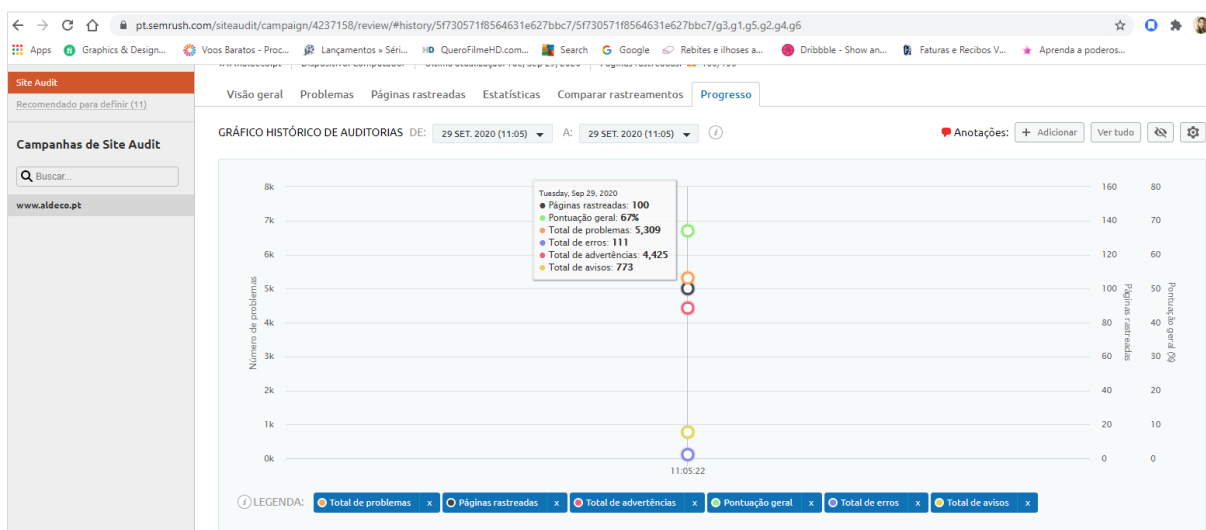 pt.semrush.com/siteaudit/campaign/4237158/review/#history/5f730571f8564631e627bbc7/5f730571f8564631e627bbc7/g3.g1.g5.g2.g4.g6
Apps Graphics & Design... Voos Baratos - Proc... Lançamentos » Séri... HD QueroFilmeHD.com... Search Google Rebites e ilhoses a... Dribbble - Show an... Faturas e Recibos V... Aprenda a poderos...
Site Audit
Recomendado para definir (11)
Campanhas de Site Audit
Buscar...
www.aldeco.pt
Visão geral Problemas Páginas rastreadas Estatísticas Comparar rastreamentos Progresso
GRÁFICO HISTÓRICO DE AUDITORIAS DE: 29 SET. 2020 (11:05) A: 29 SET. 2020 (11:05) i
Anotações: + Adicionar Ver tudo
Número de problemas
8k
7k
6k
5k
4k
3k
2k
1k
0k
Tuesday, Sep 29, 2020
Páginas rastreadas: 100
Pontuação geral: 67%
Total de problemas: 5,309
Total de erros: 111
Total de advertências: 4,425
Total de avisos: 773
11:05:22
160
140
120
100
80
60
40
20
0
Páginas rastreadas
80
70
60
50
40
30
20
10
0
Pontuação geral (%)
i LEGENDA: Total de problemas x Páginas rastreadas x Total de advertências x Pontuação geral x Total de erros x Total de avisos x